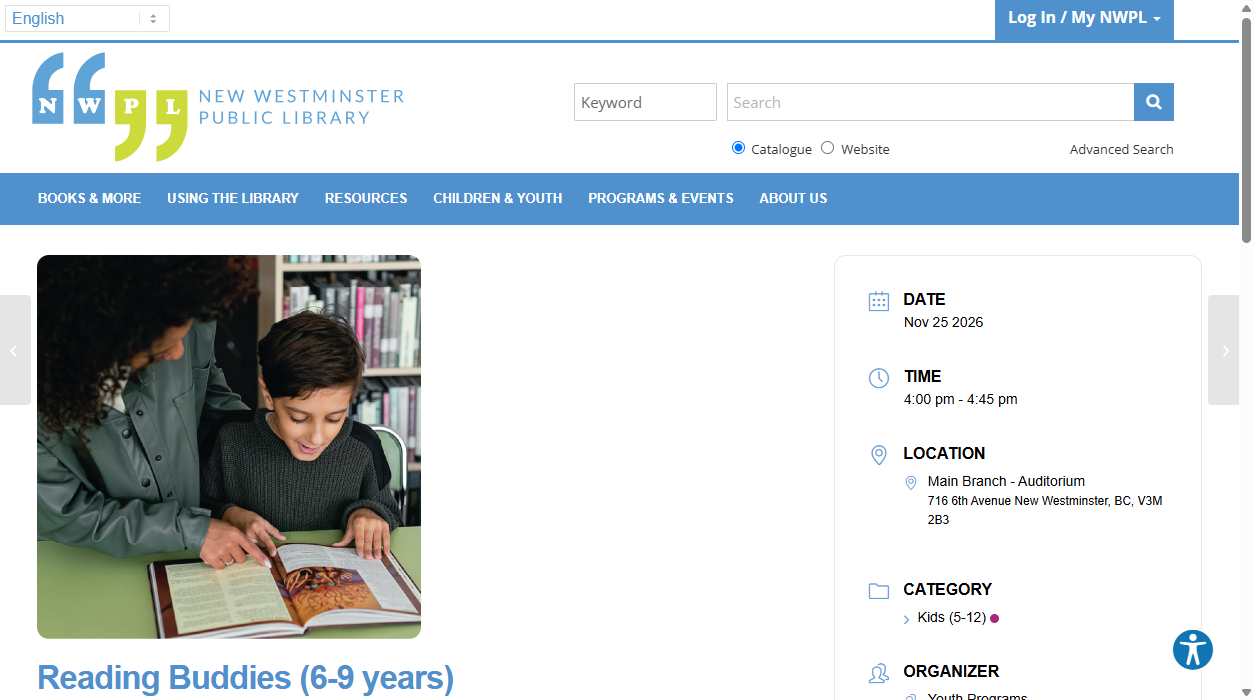 English
Log In / My NWPL
N W P L
NEW WESTMINSTER
PUBLIC LIBRARY
Keyword
Search
Catalogue
Website
Advanced Search
BOOKS & MORE
USING THE LIBRARY
RESOURCES
CHILDREN & YOUTH
PROGRAMS & EVENTS
ABOUT US
DATE
Nov 25 2026
TIME
4:00 pm - 4:45 pm
LOCATION
Main Branch - Auditorium
716 6th Avenue New Westminster, BC, V3M
2B3
CATEGORY
Kids (5-12)
ORGANIZER
Youth Programs
Reading Buddies (6-9 years)